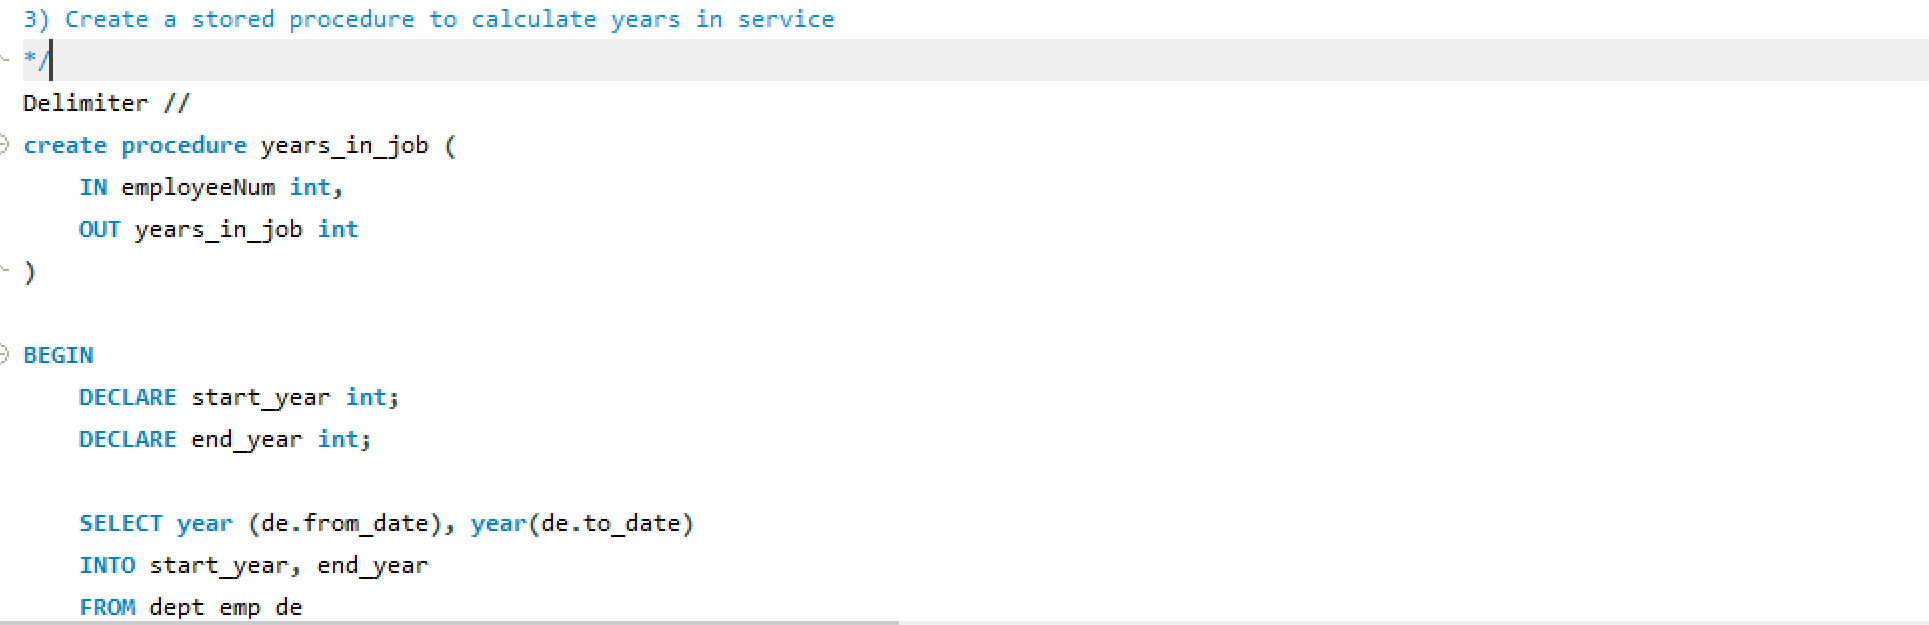 3) Create a stored procedure to calculate years in service
*/
Delimiter //
create procedure years_in_job (
IN employeeNum int,
OUT years_in_job int
)
BEGIN
DECLARE start_year int;
DECLARE end_year int;
SELECT year (de.from_date), year(de.to_date)
INTO start_year, end_year
FROM dept_emp de